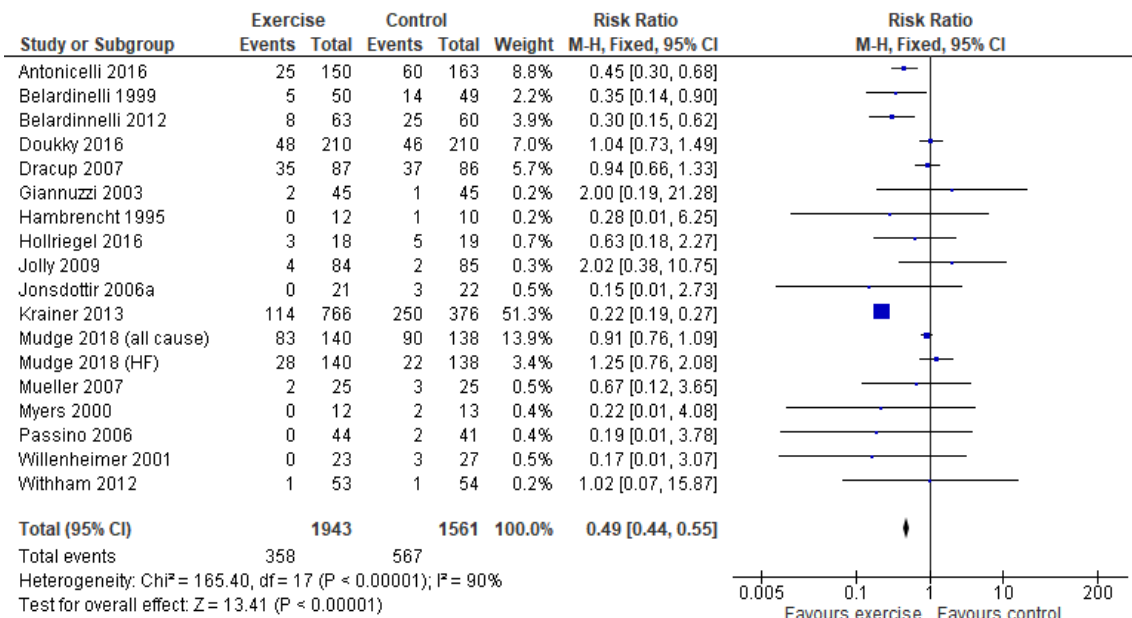 Exercise Control Risk Ratio Risk Ratio
Study or Subgroup Events Total Events Total Weight M-H, Fixed, 95% CI M-H, Fixed, 95% CI
Antonicelli 2016 25 150 60 163 8.8% 0.45 [0.30, 0.68]
Belardinelli 1999 5 50 14 49 2.2% 0.35 [0.14, 0.90]
Belardinnelli 2012 8 63 25 60 3.9% 0.30 [0.15, 0.62]
Doukky 2016 48 210 46 210 7.0% 1.04 [0.73, 1.49]
Dracup 2007 35 87 37 86 5.7% 0.94 [0.66, 1.33]
Giannuzzi 2003 2 45 1 45 0.2% 2.00 [0.19, 21.28]
Hambrencht 1995 0 12 1 10 0.2% 0.28 [0.01, 6.25]
Hollriegel 2016 3 18 5 19 0.7% 0.63 [0.18, 2.27]
Jolly 2009 4 84 2 85 0.3% 2.02 [0.38, 10.75]
Jonsdottir 2006a 0 21 3 22 0.5% 0.15 [0.01, 2.73]
Krainer 2013 114 766 250 376 51.3% 0.22 [0.19, 0.27]
Mudge 2018 (all cause) 83 140 90 138 13.9% 0.91 [0.76, 1.09]
Mudge 2018 (HF) 28 140 22 138 3.4% 1.25 [0.76, 2.08]
Mueller 2007 2 25 3 25 0.5% 0.67 [0.12, 3.65]
Myers 2000 0 12 2 13 0.4% 0.22 [0.01, 4.08]
Passino 2006 0 44 2 41 0.4% 0.19 [0.01, 3.78]
Willenheimer 2001 0 23 3 27 0.5% 0.17 [0.01, 3.07]
Withham 2012 1 53 1 54 0.2% 1.02 [0.07, 15.87]
Total (95% CI) 1943 1561 100.0% 0.49 [0.44, 0.55]
Total events 358 567
Heterogeneity: Chi² = 165.40, df = 17 (P < 0.00001); I² = 90%
Test for overall effect: Z = 13.41 (P < 0.00001)
0.005 0.1 1 10 200
Favours exercise Favours control